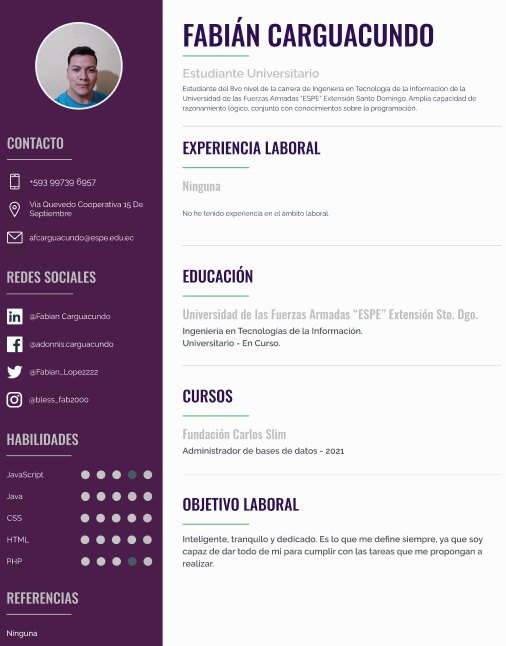 FABIÁN CARGUACUNDO
Estudiante Universitario
Estudiante del 8vo nivel de la carrera de Ingeniería en Tecnología de la Información de la
Universidad de las Fuerzas Armadas "ESPE" Extensión Santo Domingo. Amplia capacidad de
razonamiento lógico, conjunto con conocimientos sobre la programación.
CONTACTO
+593 99739 6957
Vía Quevedo Cooperativa 15 De
Septiembre
afcarguacundo@espe.edu.ec
REDES SOCIALES
@Fabian Carguacundo
@adonnis.carguacundo
@Fabian_Lopezzzz
@bless_fab2000
HABILIDADES
JavaScript
Java
CSS
HTML
PHP
REFERENCIAS
Ninguna
EXPERIENCIA LABORAL
Ninguna
No he tenido experiencia en el ámbito laboral.
EDUCACIÓN
Universidad de las Fuerzas Armadas "ESPE" Extensión Sto. Dgo.
Ingeniería en Tecnologías de la Información.
Universitario - En Curso.
CURSOS
Fundación Carlos Slim
Administrador de bases de datos - 2021
OBJETIVO LABORAL
Inteligente, tranquilo y dedicado. Es lo que me define siempre, ya que soy
capaz de dar todo de mi para cumplir con las tareas que me propongan a
realizar.